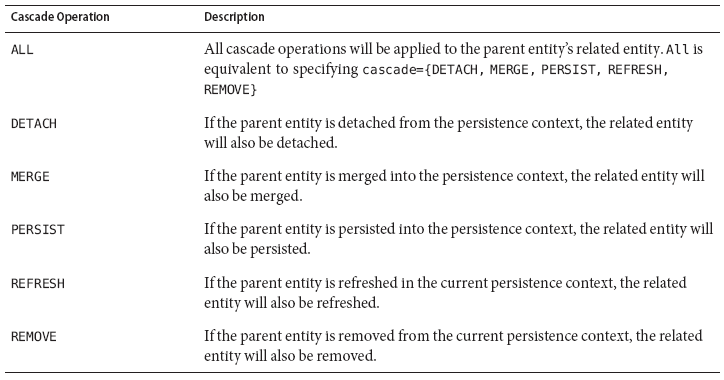 Cascade Operation Description
ALL All cascade operations will be applied to the parent entity’s related entity. All is
equivalent to specifying cascade={DETACH, MERGE, PERSIST, REFRESH,
REMOVE}
DETACH If the parent entity is detached from the persistence context, the related entity
will also be detached.
MERGE If the parent entity is merged into the persistence context, the related entity will
also be merged.
PERSIST If the parent entity is persisted into the persistence context, the related entity will
also be persisted.
REFRESH If the parent entity is refreshed in the current persistence context, the related
entity will also be refreshed.
REMOVE If the parent entity is removed from the current persistence context, the related
entity will also be removed.